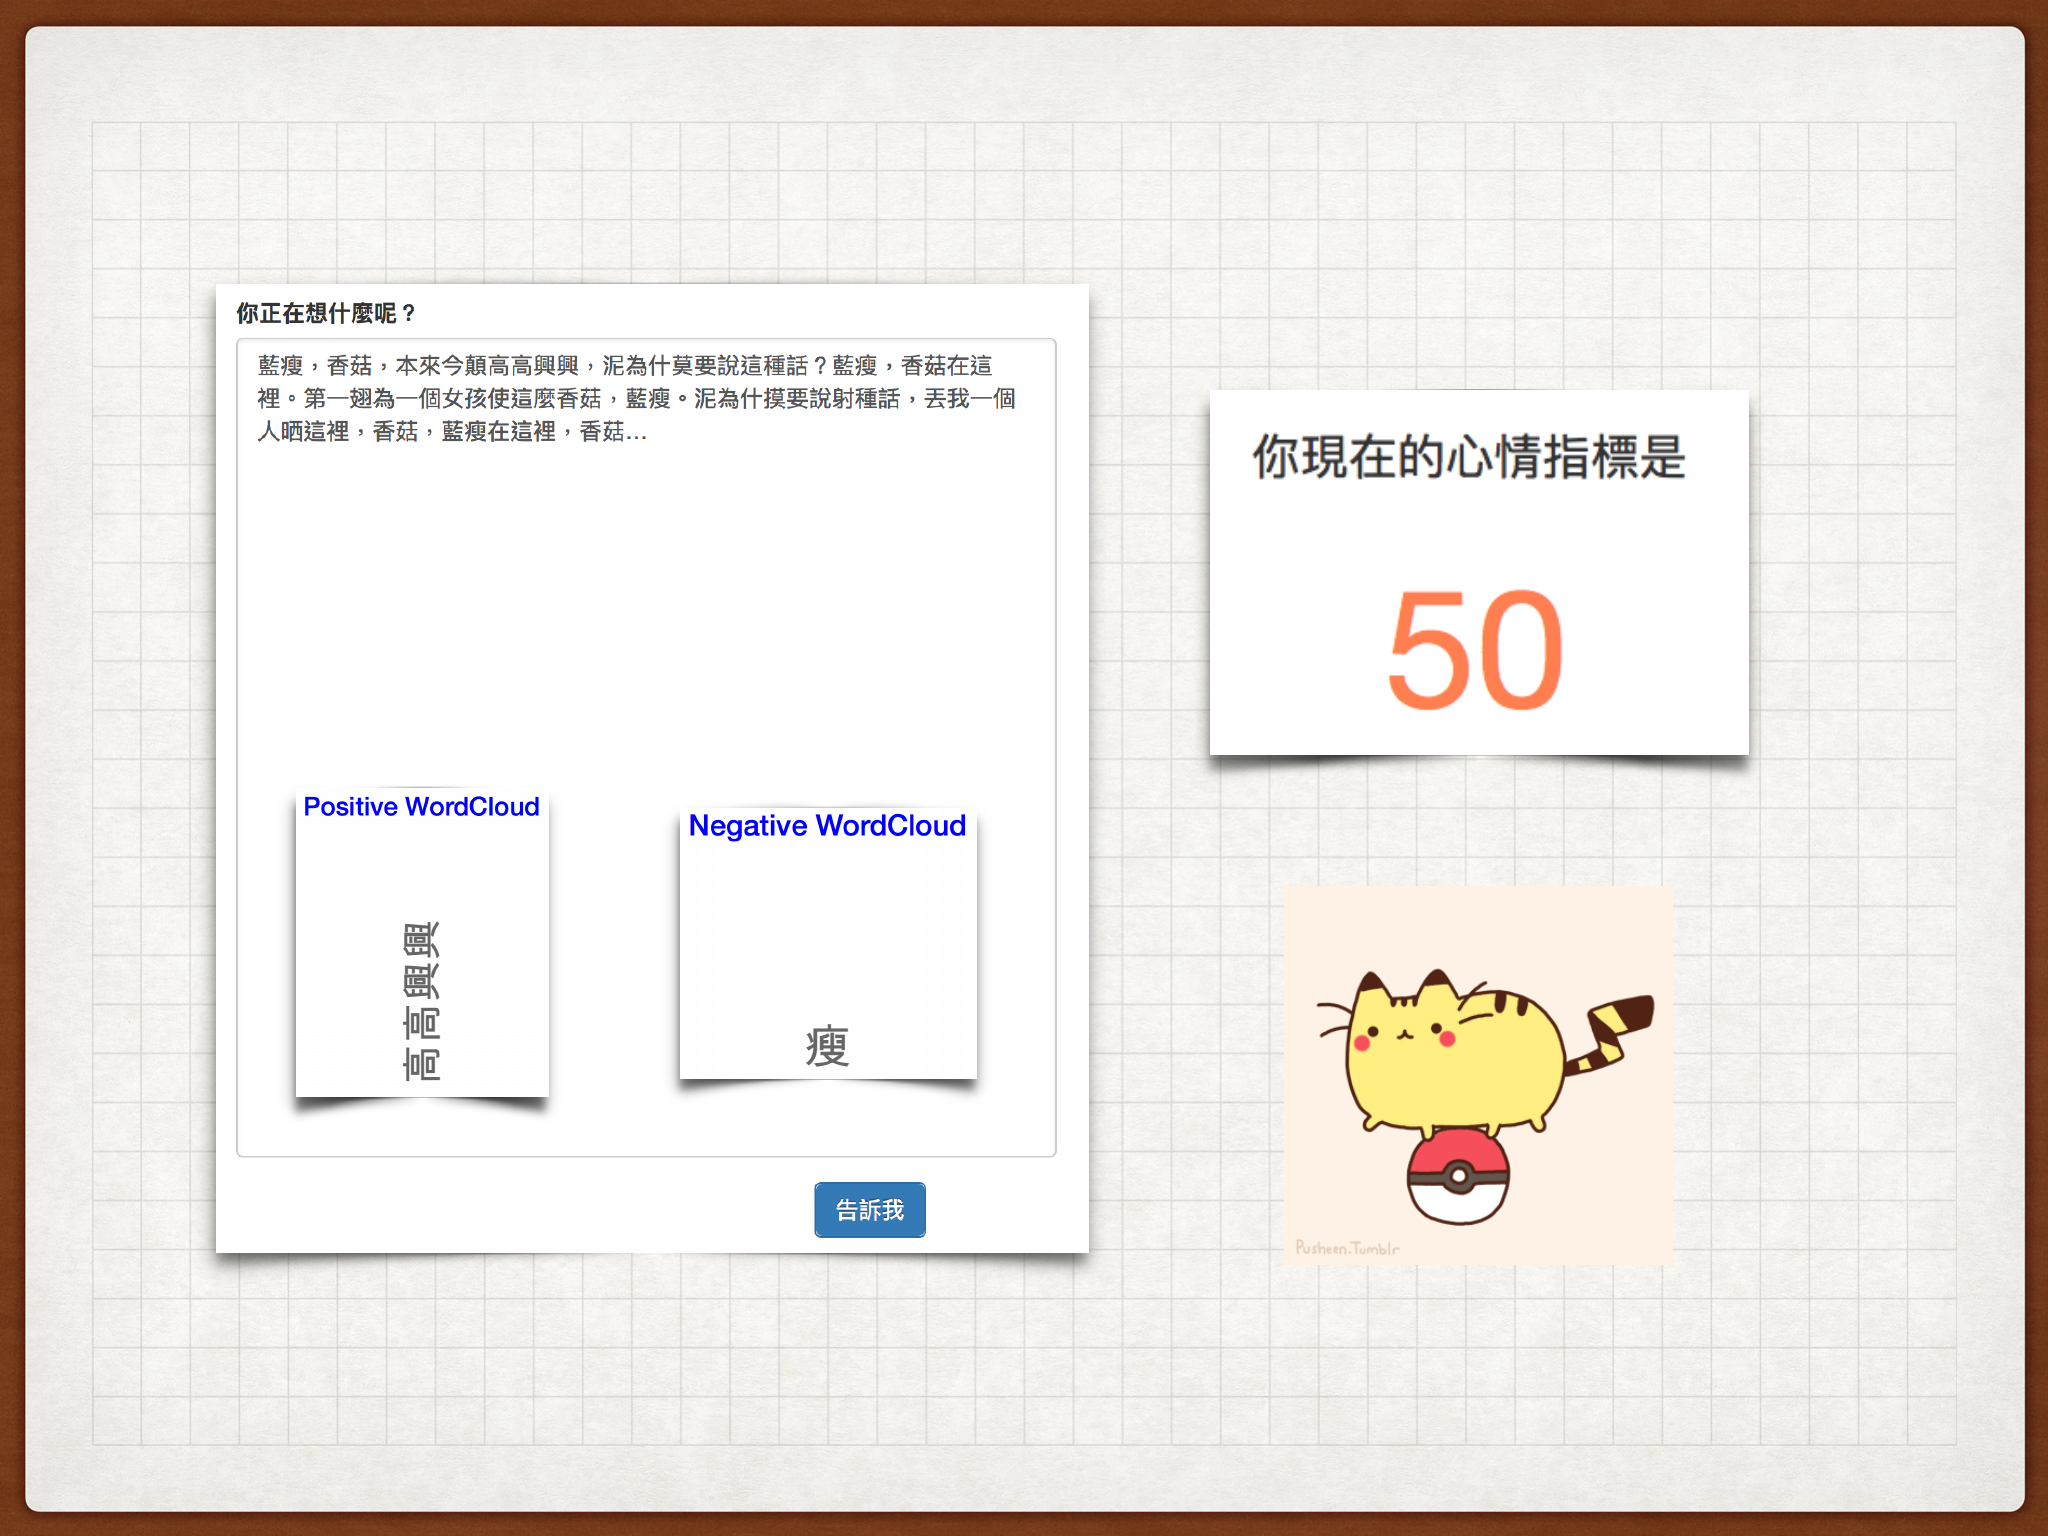 你正在想什麼呢？
藍瘦，香菇，本來今顛高高興興，泥為什莫要說這種話？藍瘦，香菇在這
裡。第一翅為一個女孩使這麼香菇，藍瘦。泥為什摸要說射種話，丟我一個
人晒這裡，香菇，藍瘦在這裡，香菇...
Positive WordCloud
高高興興
Negative WordCloud
瘦
告訴我
你現在的心情指標是
50
Pusheen.Tumblr